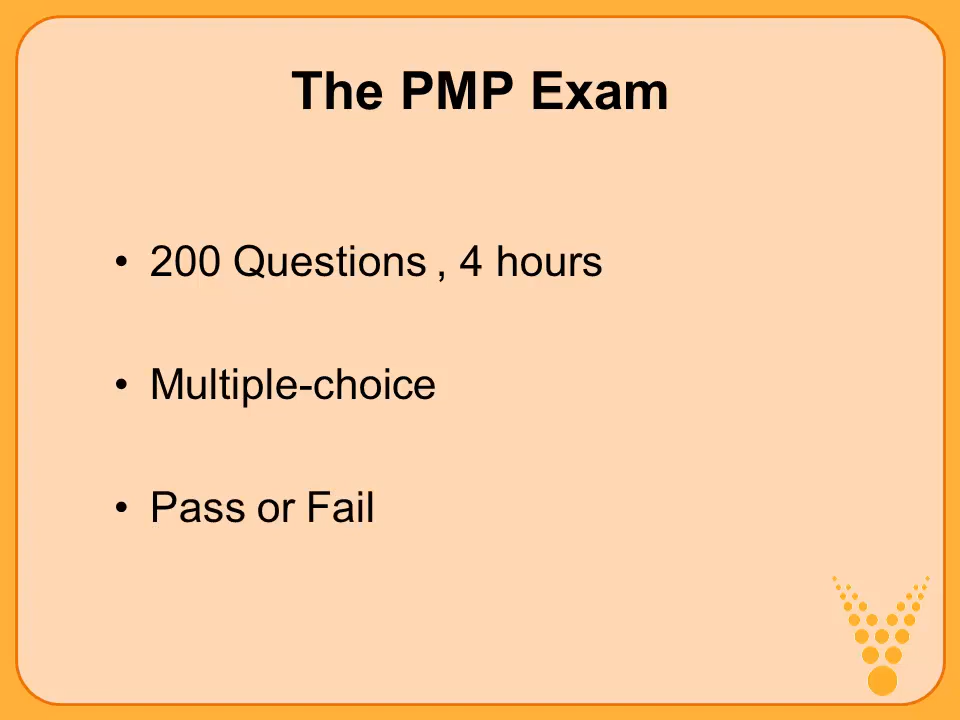 The PMP Exam
• 200 Questions , 4 hours
• Multiple-choice
• Pass or Fail